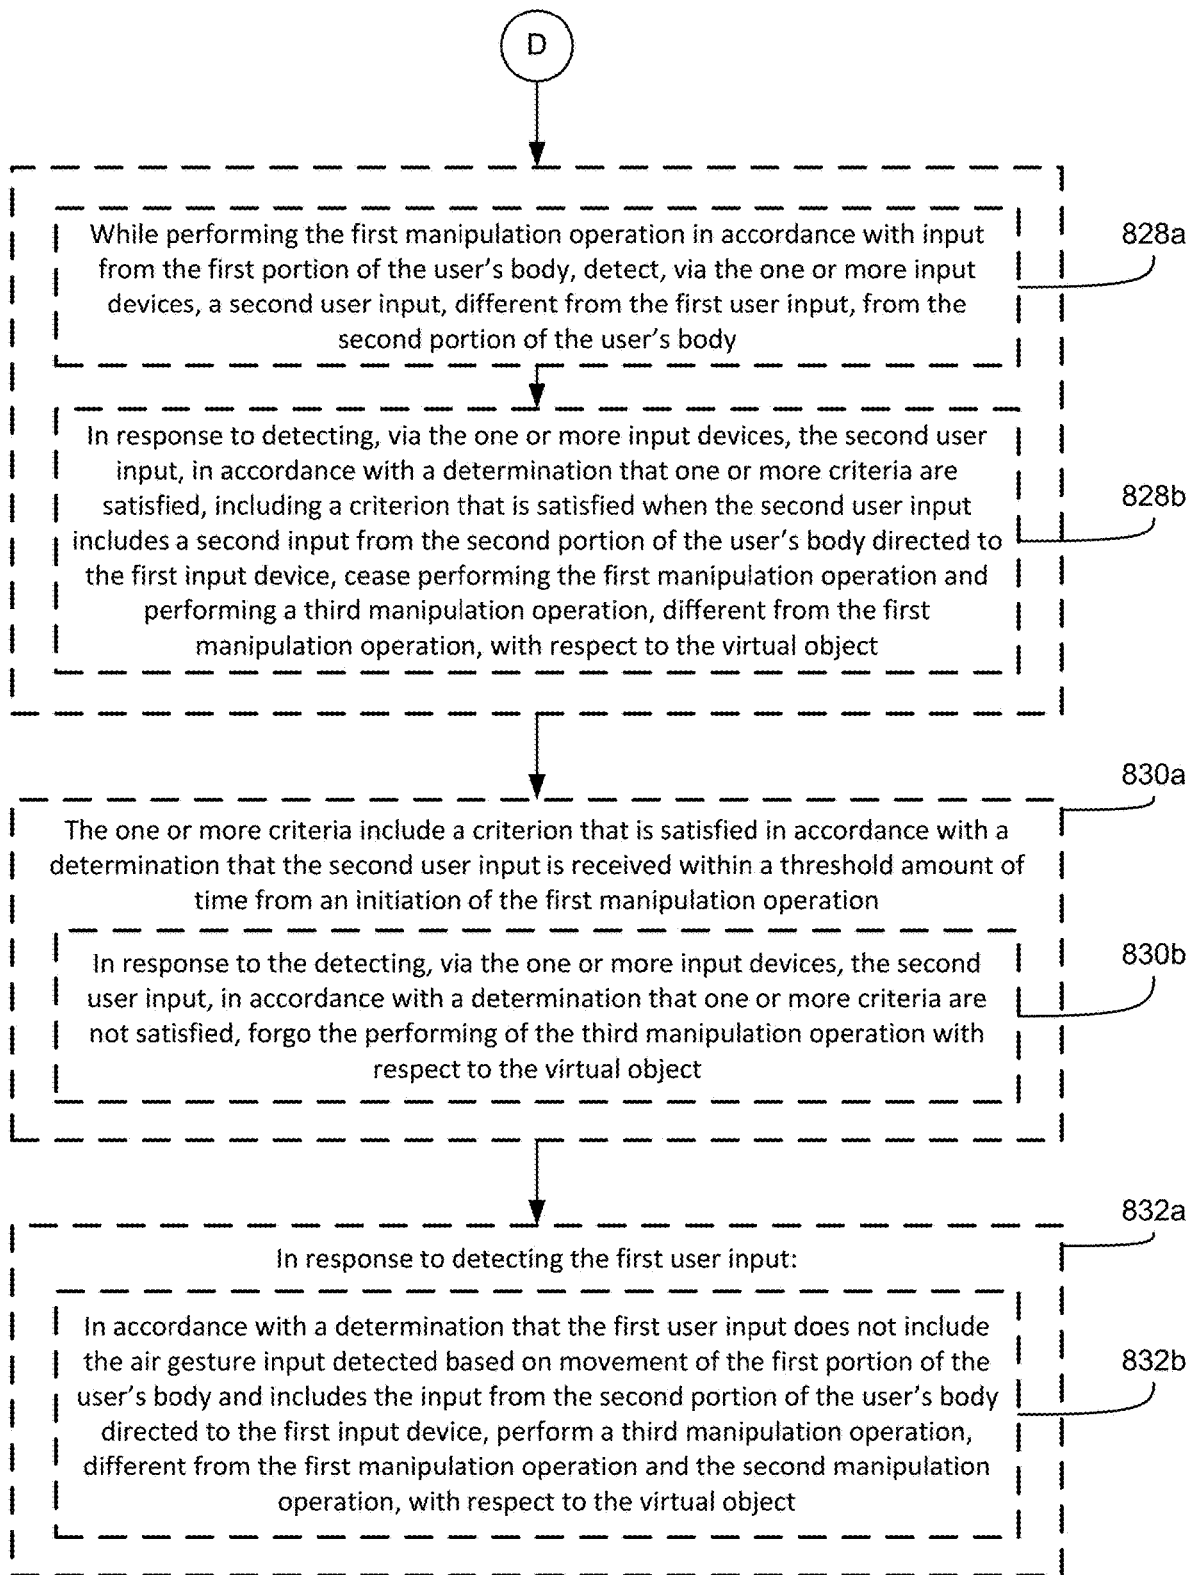 D
While performing the first manipulation operation in accordance with input
from the first portion of the user's body, detect, via the one or more input
devices, a second user input, different from the first user input, from the
second portion of the user's body
828a
In response to detecting, via the one or more input devices, the second user
input, in accordance with a determination that one or more criteria are
satisfied, including a criterion that is satisfied when the second user input
includes a second input from the second portion of the user's body directed to
the first input device, cease performing the first manipulation operation and
performing a third manipulation operation, different from the first
manipulation operation, with respect to the virtual object
828b
830a
The one or more criteria include a criterion that is satisfied in accordance with a
determination that the second user input is received within a threshold amount of
time from an initiation of the first manipulation operation
In response to the detecting, via the one or more input devices, the second
user input, in accordance with a determination that one or more criteria are
not satisfied, forgo the performing of the third manipulation operation with
respect to the virtual object
830b
832a
In response to detecting the first user input:
In accordance with a determination that the first user input does not include
the air gesture input detected based on movement of the first portion of the
user's body and includes the input from the second portion of the user's body
directed to the first input device, perform a third manipulation operation,
different from the first manipulation operation and the second manipulation
operation, with respect to the virtual object
832b